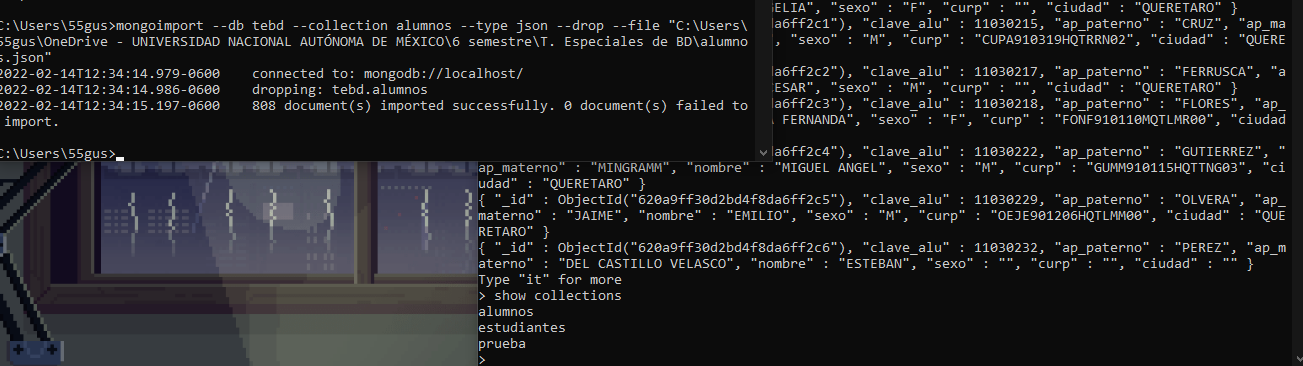 C:\Users\55gus>mongoimport --db tebd --collection alumnos --type json --drop --file "C:\Users\
55gus\OneDrive - UNIVERSIDAD NACIONAL AUTÓNOMA DE MÉXICO\6 semestre\T. Especiales de BD\alumno
s.json"
2022-02-14T12:34:14.979-0600    connected to: mongodb://localhost/
2022-02-14T12:34:14.986-0600    dropping: tebd.alumnos
2022-02-14T12:34:15.197-0600    808 document(s) imported successfully. 0 document(s) failed to
 import.
C:\Users\55gus>
GELIA", "sexo" : "F", "curp" : "", "ciudad" : "QUERETARO" }
da6ff2c1"), "clave_alu" : 11030215, "ap_paterno" : "CRUZ", "ap_ma
, "sexo" : "M", "curp" : "CUPA910319HQTRRN02", "ciudad" : "QUERE
da6ff2c2"), "clave_alu" : 11030217, "ap_paterno" : "FERRUSCA", "a
CESAR", "sexo" : "M", "curp" : "", "ciudad" : "QUERETARO" }
da6ff2c3"), "clave_alu" : 11030218, "ap_paterno" : "FLORES", "ap_
 FERNANDA", "sexo" : "F", "curp" : "FONF910110MQTLMR00", "ciudad
da6ff2c4"), "clave_alu" : 11030222, "ap_paterno" : "GUTIERREZ", "
ap_materno" : "MINGRAMM", "nombre" : "MIGUEL ANGEL", "sexo" : "M", "curp" : "GUMM910115HQTTNG03", "ci
udad" : "QUERETARO" }
{ "_id" : ObjectId("620a9ff30d2bd4f8da6ff2c5"), "clave_alu" : 11030229, "ap_paterno" : "OLVERA", "ap_
materno" : "JAIME", "nombre" : "EMILIO", "sexo" : "M", "curp" : "OEJE901206HQTLMM00", "ciudad" : "QUE
RETARO" }
{ "_id" : ObjectId("620a9ff30d2bd4f8da6ff2c6"), "clave_alu" : 11030232, "ap_paterno" : "PEREZ", "ap_m
aterno" : "DEL CASTILLO VELASCO", "nombre" : "ESTEBAN", "sexo" : "", "curp" : "", "ciudad" : "" }
Type "it" for more
> show collections
alumnos
estudiantes
prueba
>